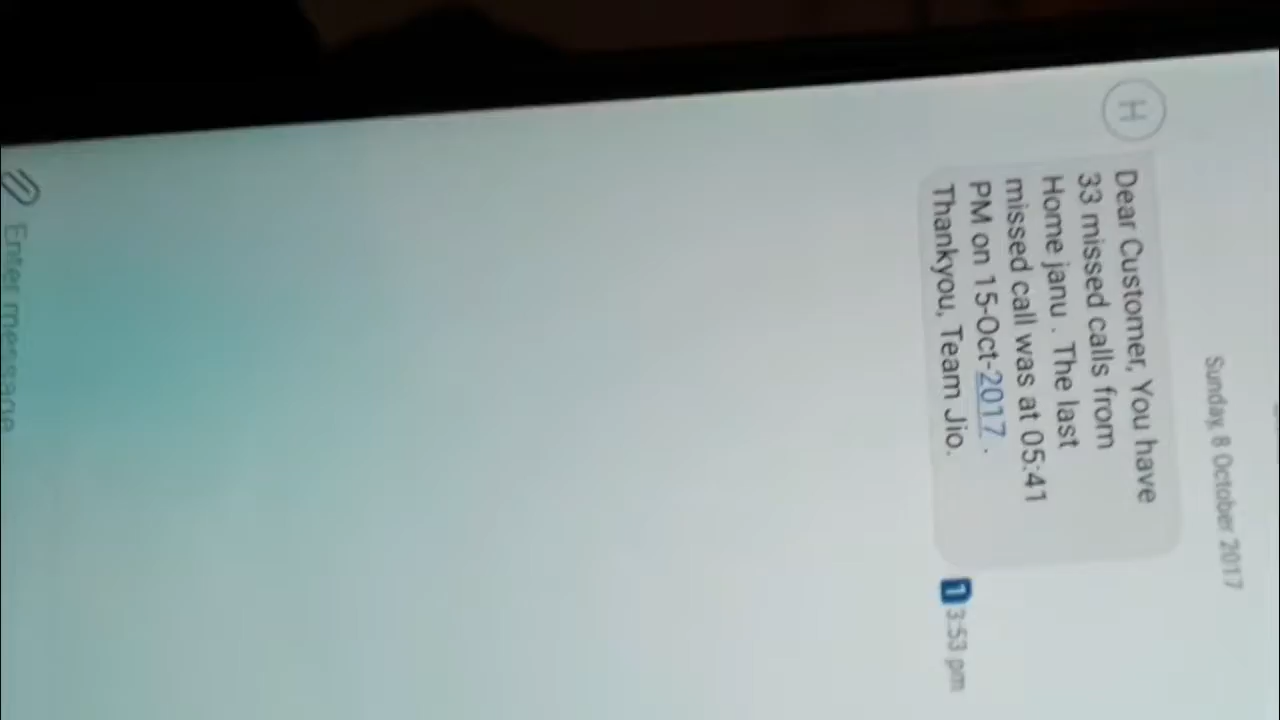 Sunday, 8 October 2017
H
Dear Customer, You have
33 missed calls from
Home janu . The last
missed call was at 05:41
PM on 15-Oct-2017 .
Thankyou, Team Jio.
1 3:53 pm
Enter message